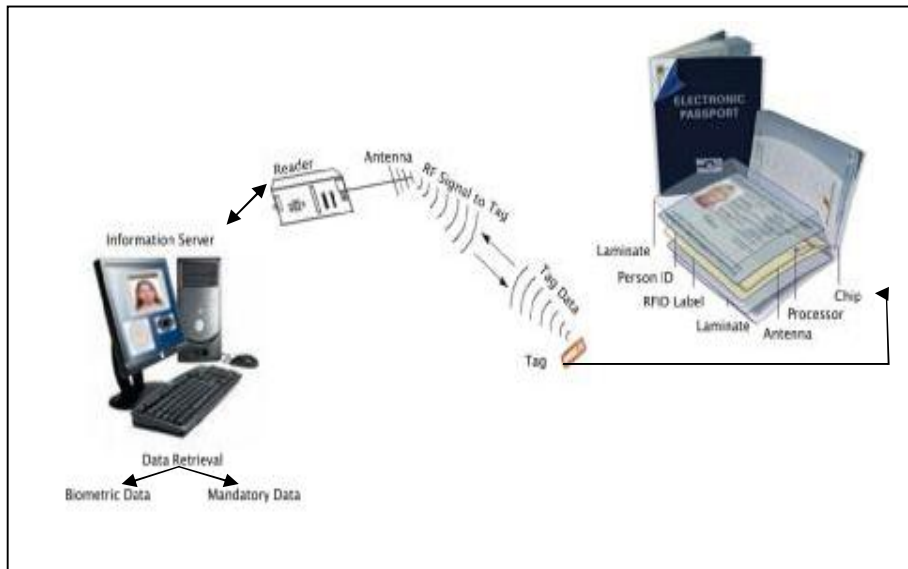 ELECTRONIC
PASSPORT
Antenna
Reader
RF Signal to Tag
Information Server
Tag Data
Tag
Laminate
Person ID
RFID Label
Laminate
Antenna
Processor
Chip
Data Retrieval
Biometric Data
Mandatory Data